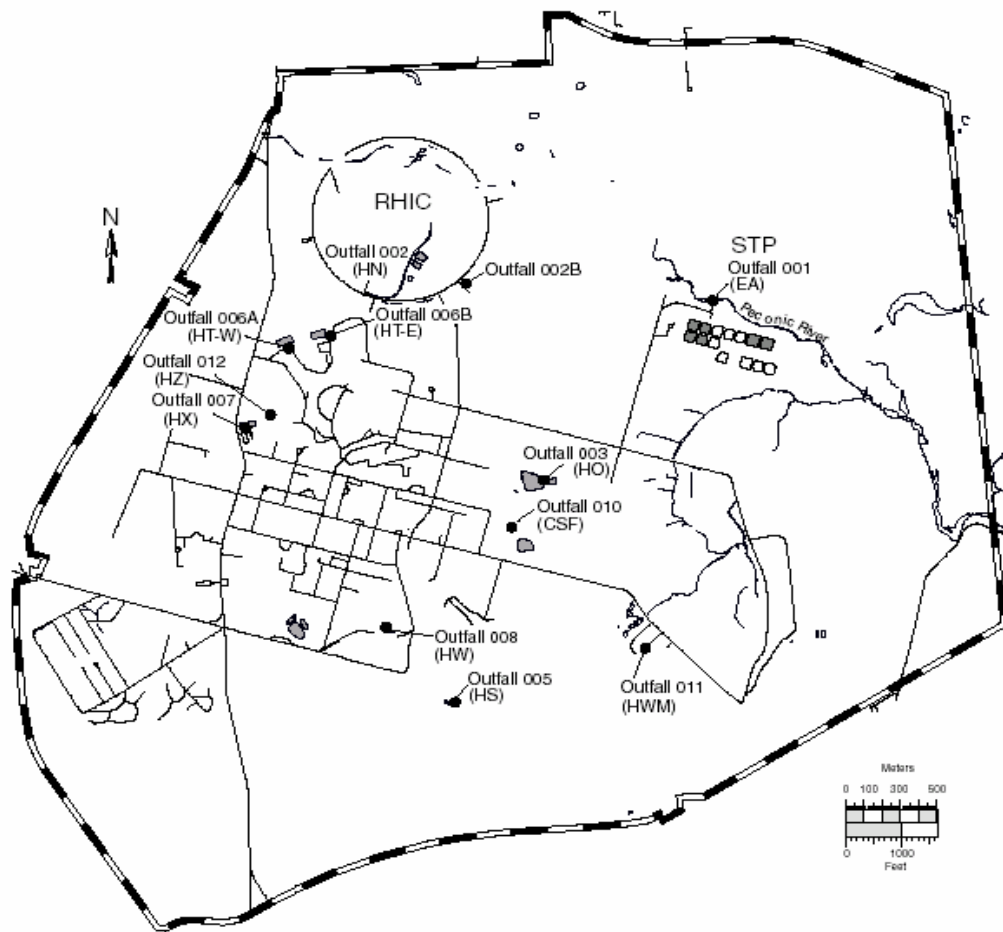 N
RHIC
Outfall 002
(HN)
Outfall 002B
STP
Outfall 001
(EA)
Peconic River
Outfall 006A
(HT-W)
Outfall 006B
(HT-E)
Outfall 012
(HZ)
Outfall 007
(HX)
Outfall 003
(HO)
Outfall 010
(CSF)
Outfall 008
(HW)
Outfall 005
(HS)
Outfall 011
(HWM)
Meters
0 100 300 500
0 1000
Feet